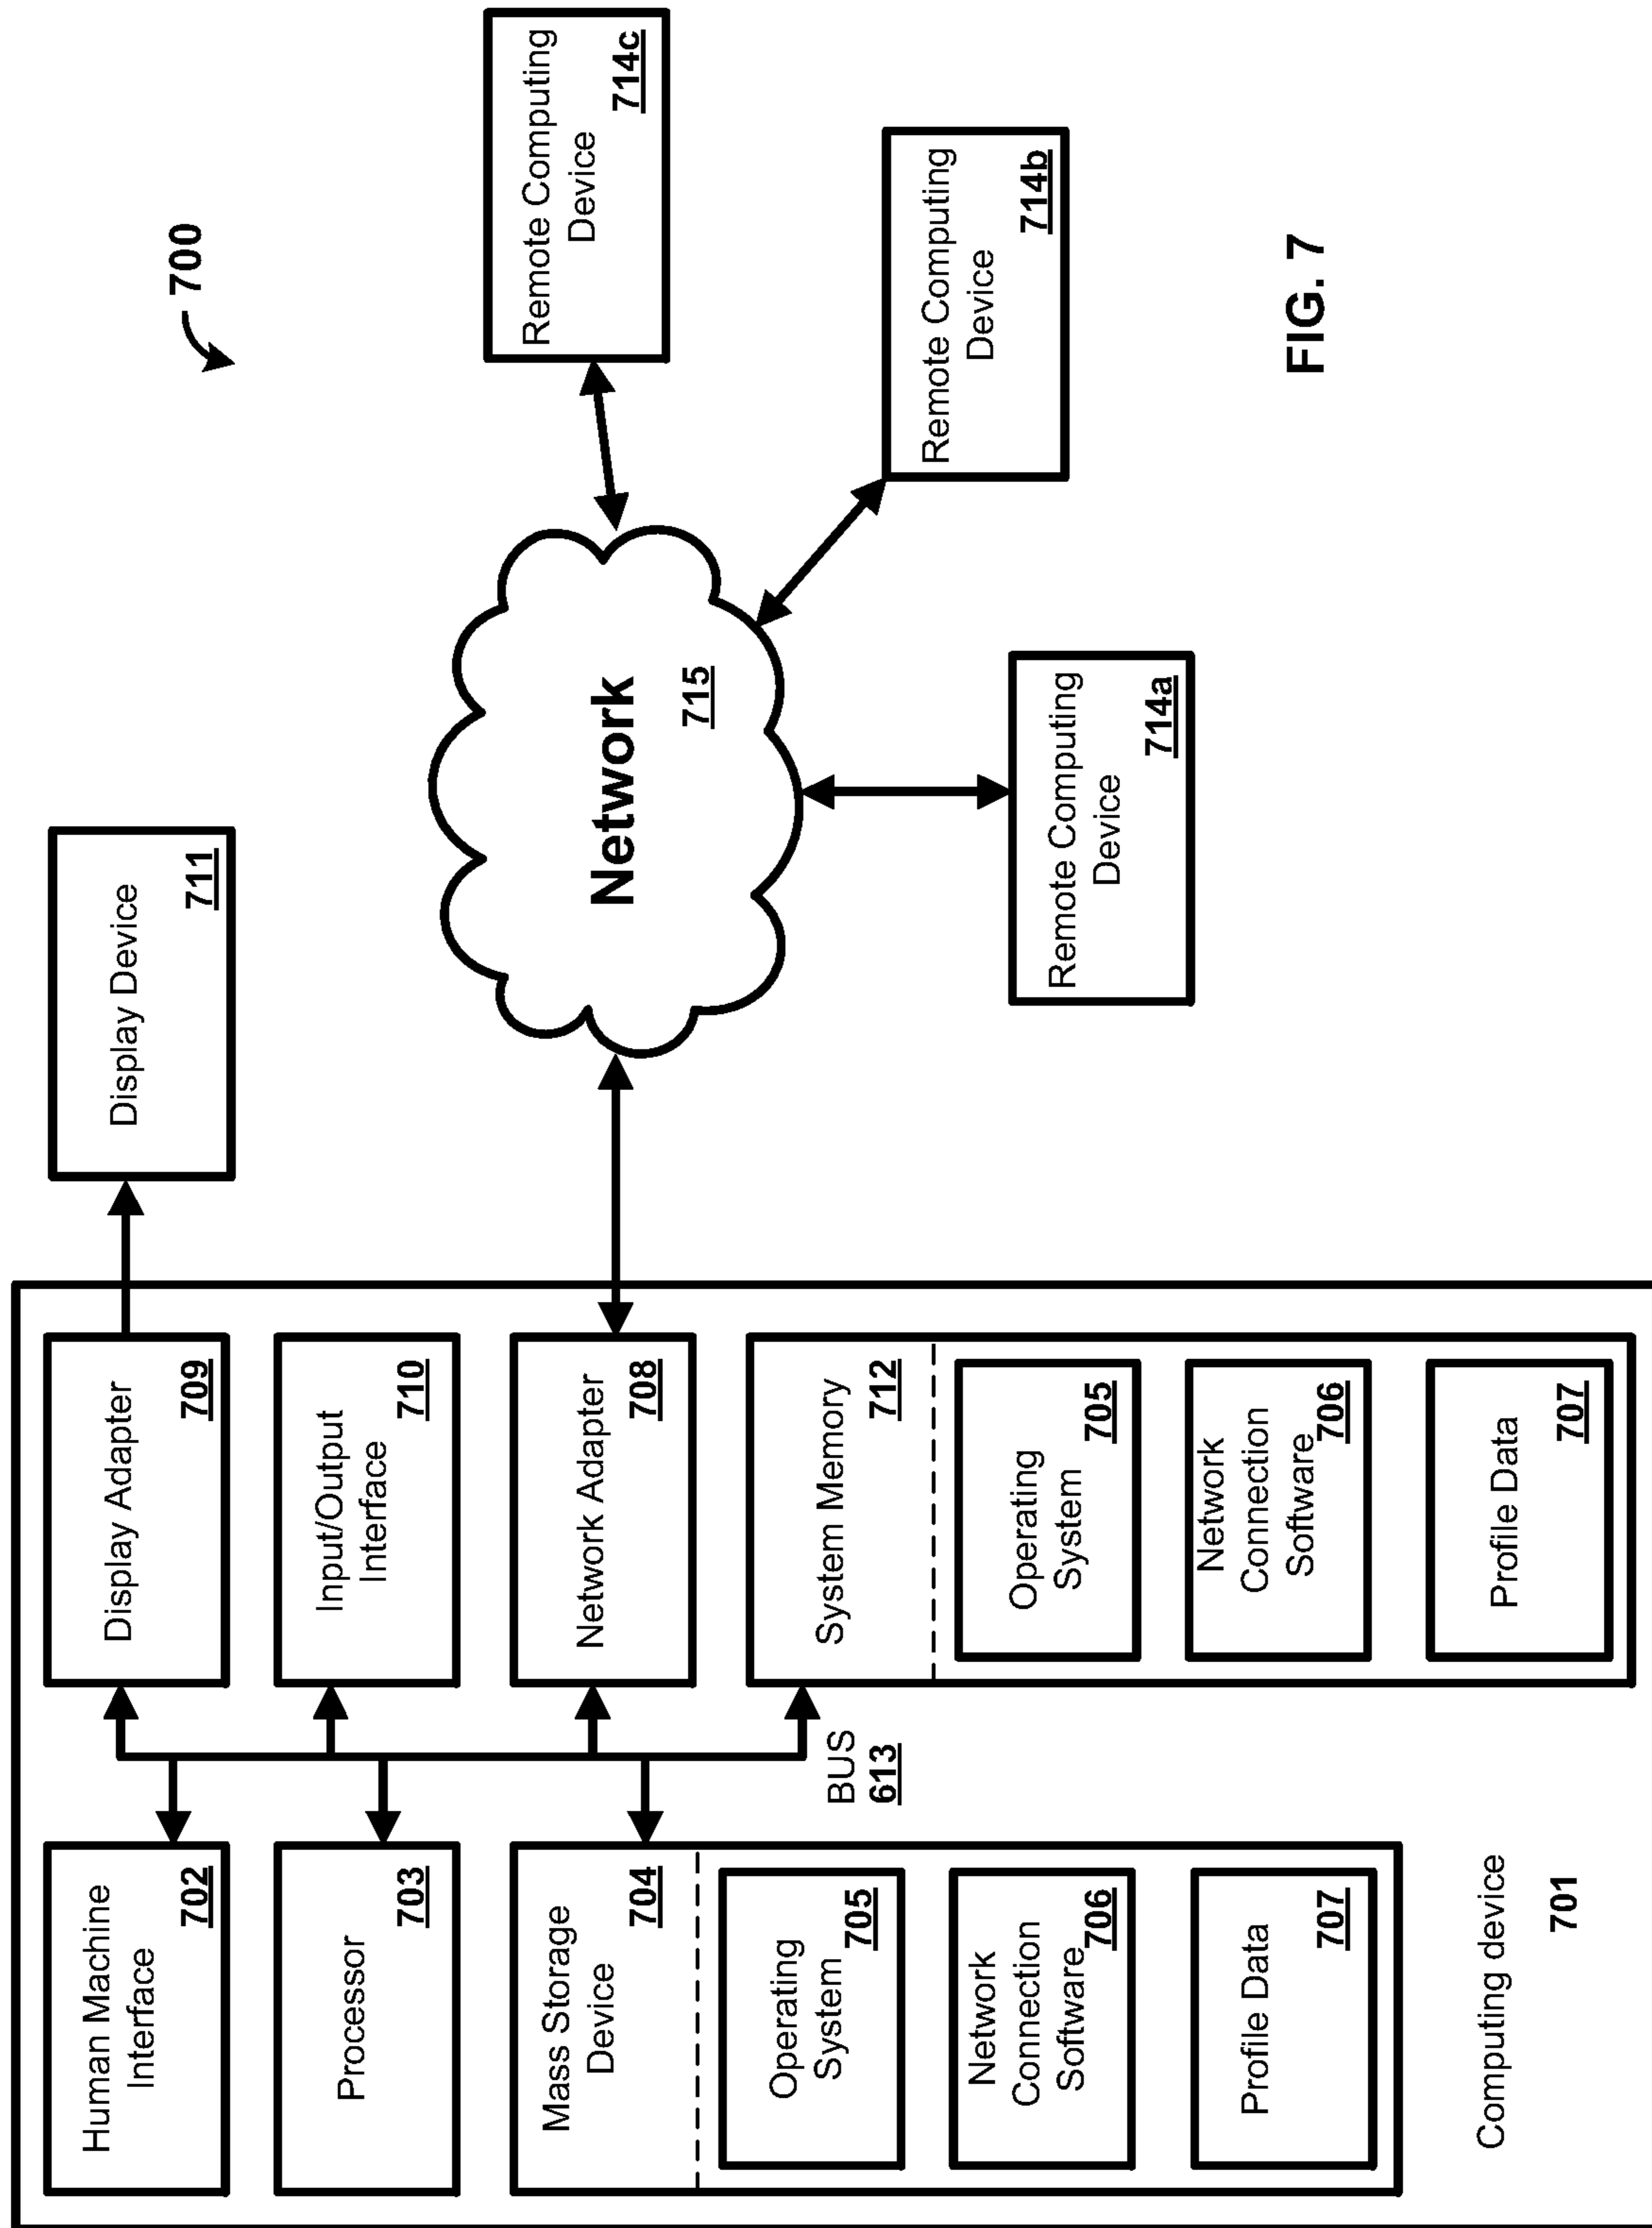 700
Human Machine
Interface
702
Processor
703
Mass Storage
Device
704
Operating
System
705
Network
Connection
Software
706
Profile Data
707
Computing device
701
BUS
613
Display Adapter
709
Input/Output
Interface
710
Network Adapter
708
System Memory
712
Operating
System
705
Network
Connection
Software
706
Profile Data
707
Display Device
711
Network
715
Remote Computing
Device
714a
Remote Computing
Device
714b
Remote Computing
Device
714c
FIG. 7